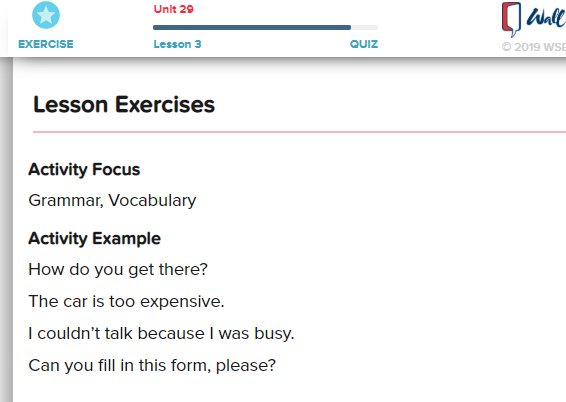 Unit 29
EXERCISE
Lesson 3
QUIZ
Wall
© 2019 WSE
Lesson Exercises
Activity Focus
Grammar, Vocabulary
Activity Example
How do you get there?
The car is too expensive.
I couldn’t talk because I was busy.
Can you fill in this form, please?